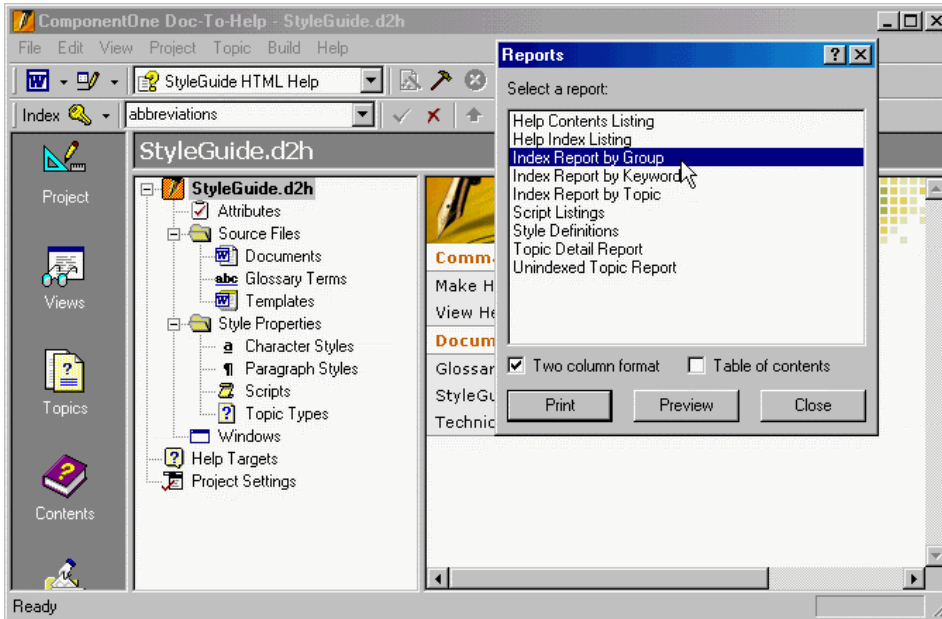 ComponentOne Doc-To-Help - StyleGuide.d2h
File Edit View Project Topic Build Help
StyleGuide HTML Help
Index abbreviations
StyleGuide.d2h
Project
Views
Topics
Contents
StyleGuide.d2h
Attributes
Source Files
Documents
abc Glossary Terms
Templates
Style Properties
a Character Styles
¶ Paragraph Styles
Scripts
Topic Types
Windows
Help Targets
Project Settings
Make H
View He
Glossar
StyleGu
Technic
Reports
Select a report:
Help Contents Listing
Help Index Listing
Index Report by Group
Index Report by Keyword
Index Report by Topic
Script Listings
Style Definitions
Topic Detail Report
Unindexed Topic Report
Two column format Table of contents
Print Preview Close
Ready